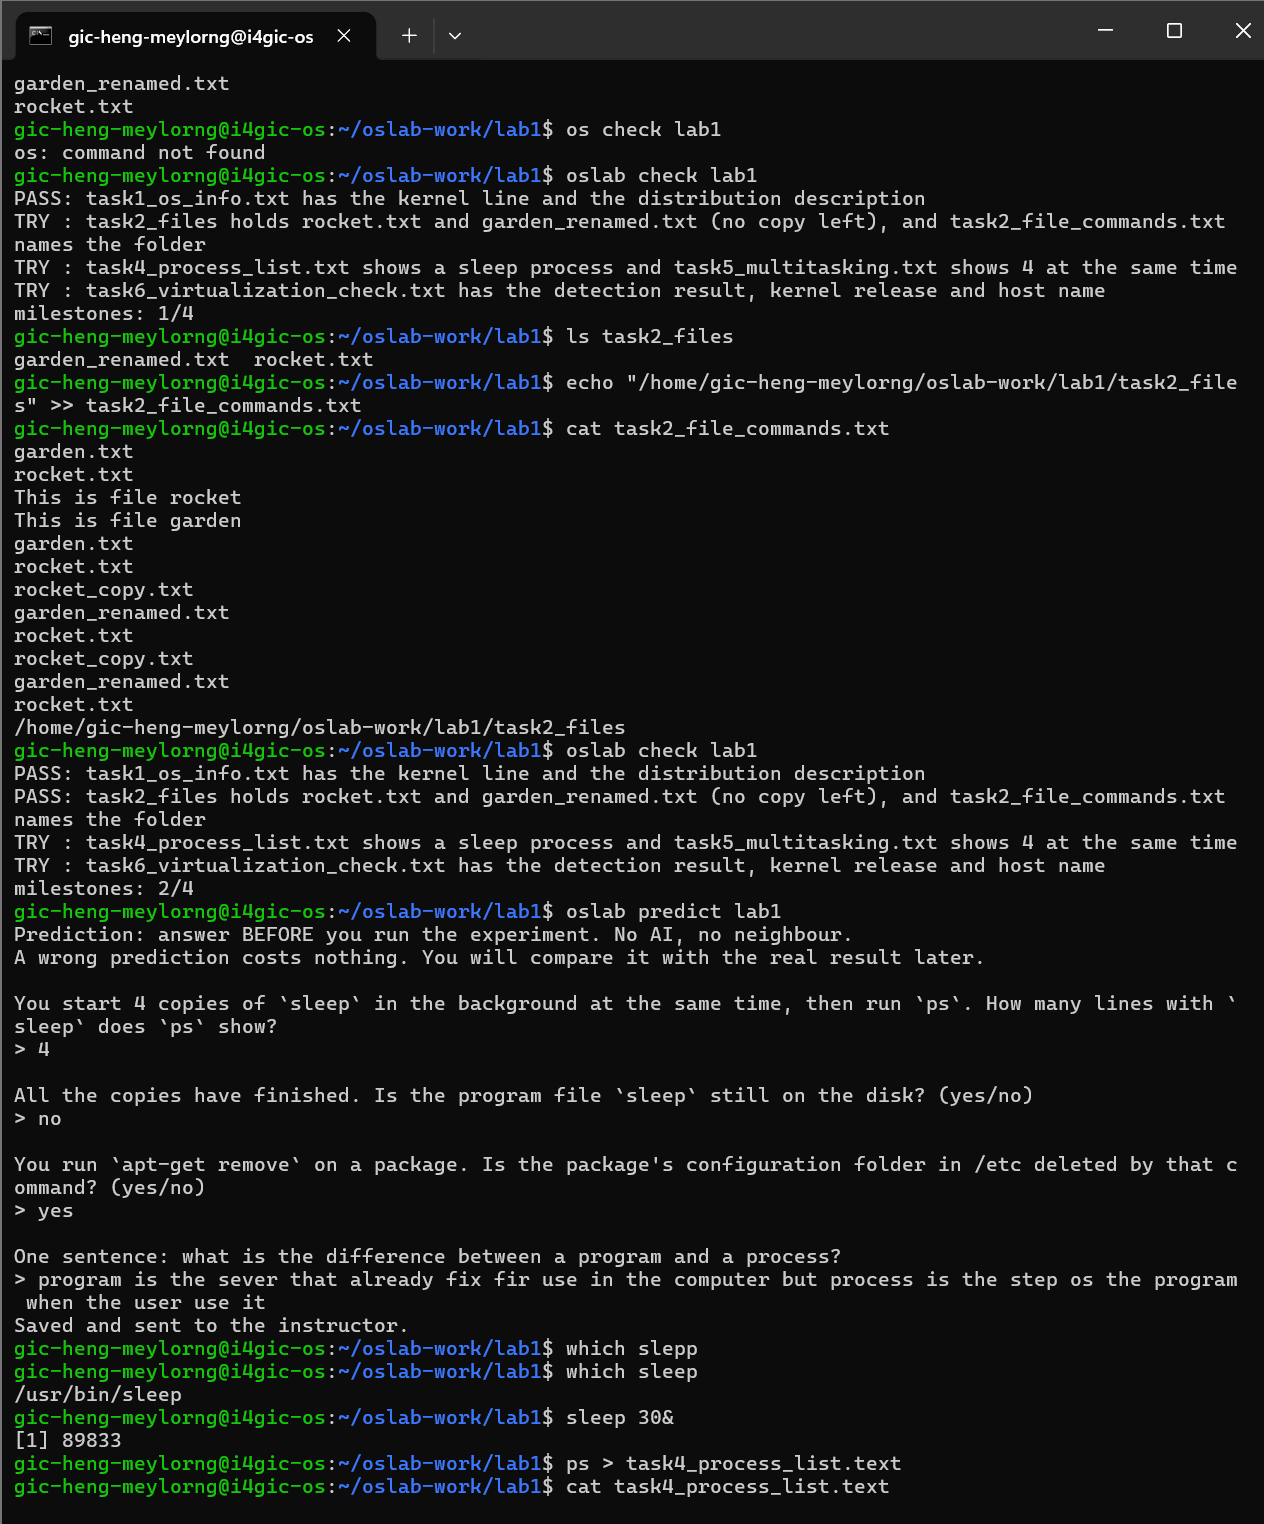 gic-heng-meylorng@i4gic-os
garden_renamed.txt
rocket.txt
gic-heng-meylorng@i4gic-os:~/oslab-work/lab1$ os check lab1
os: command not found
gic-heng-meylorng@i4gic-os:~/oslab-work/lab1$ oslab check lab1
PASS: task1_os_info.txt has the kernel line and the distribution description
TRY : task2_files holds rocket.txt and garden_renamed.txt (no copy left), and task2_file_commands.txt
names the folder
TRY : task4_process_list.txt shows a sleep process and task5_multitasking.txt shows 4 at the same time
TRY : task6_virtualization_check.txt has the detection result, kernel release and host name
milestones: 1/4
gic-heng-meylorng@i4gic-os:~/oslab-work/lab1$ ls task2_files
garden_renamed.txt  rocket.txt
gic-heng-meylorng@i4gic-os:~/oslab-work/lab1$ echo "/home/gic-heng-meylorng/oslab-work/lab1/task2_file
s" >> task2_file_commands.txt
gic-heng-meylorng@i4gic-os:~/oslab-work/lab1$ cat task2_file_commands.txt
garden.txt
rocket.txt
This is file rocket
This is file garden
garden.txt
rocket.txt
rocket_copy.txt
garden_renamed.txt
rocket.txt
rocket_copy.txt
garden_renamed.txt
rocket.txt
/home/gic-heng-meylorng/oslab-work/lab1/task2_files
gic-heng-meylorng@i4gic-os:~/oslab-work/lab1$ oslab check lab1
PASS: task1_os_info.txt has the kernel line and the distribution description
PASS: task2_files holds rocket.txt and garden_renamed.txt (no copy left), and task2_file_commands.txt
names the folder
TRY : task4_process_list.txt shows a sleep process and task5_multitasking.txt shows 4 at the same time
TRY : task6_virtualization_check.txt has the detection result, kernel release and host name
milestones: 2/4
gic-heng-meylorng@i4gic-os:~/oslab-work/lab1$ oslab predict lab1
Prediction: answer BEFORE you run the experiment. No AI, no neighbour.
A wrong prediction costs nothing. You will compare it with the real result later.
You start 4 copies of `sleep` in the background at the same time, then run `ps`. How many lines with `
sleep` does `ps` show?
> 4
All the copies have finished. Is the program file `sleep` still on the disk? (yes/no)
> no
You run `apt-get remove` on a package. Is the package's configuration folder in /etc deleted by that c
ommand? (yes/no)
> yes
One sentence: what is the difference between a program and a process?
> program is the sever that already fix fir use in the computer but process is the step os the program
when the user use it
Saved and sent to the instructor.
gic-heng-meylorng@i4gic-os:~/oslab-work/lab1$ which slepp
gic-heng-meylorng@i4gic-os:~/oslab-work/lab1$ which sleep
/usr/bin/sleep
gic-heng-meylorng@i4gic-os:~/oslab-work/lab1$ sleep 30&
[1] 89833
gic-heng-meylorng@i4gic-os:~/oslab-work/lab1$ ps > task4_process_list.text
gic-heng-meylorng@i4gic-os:~/oslab-work/lab1$ cat task4_process_list.text